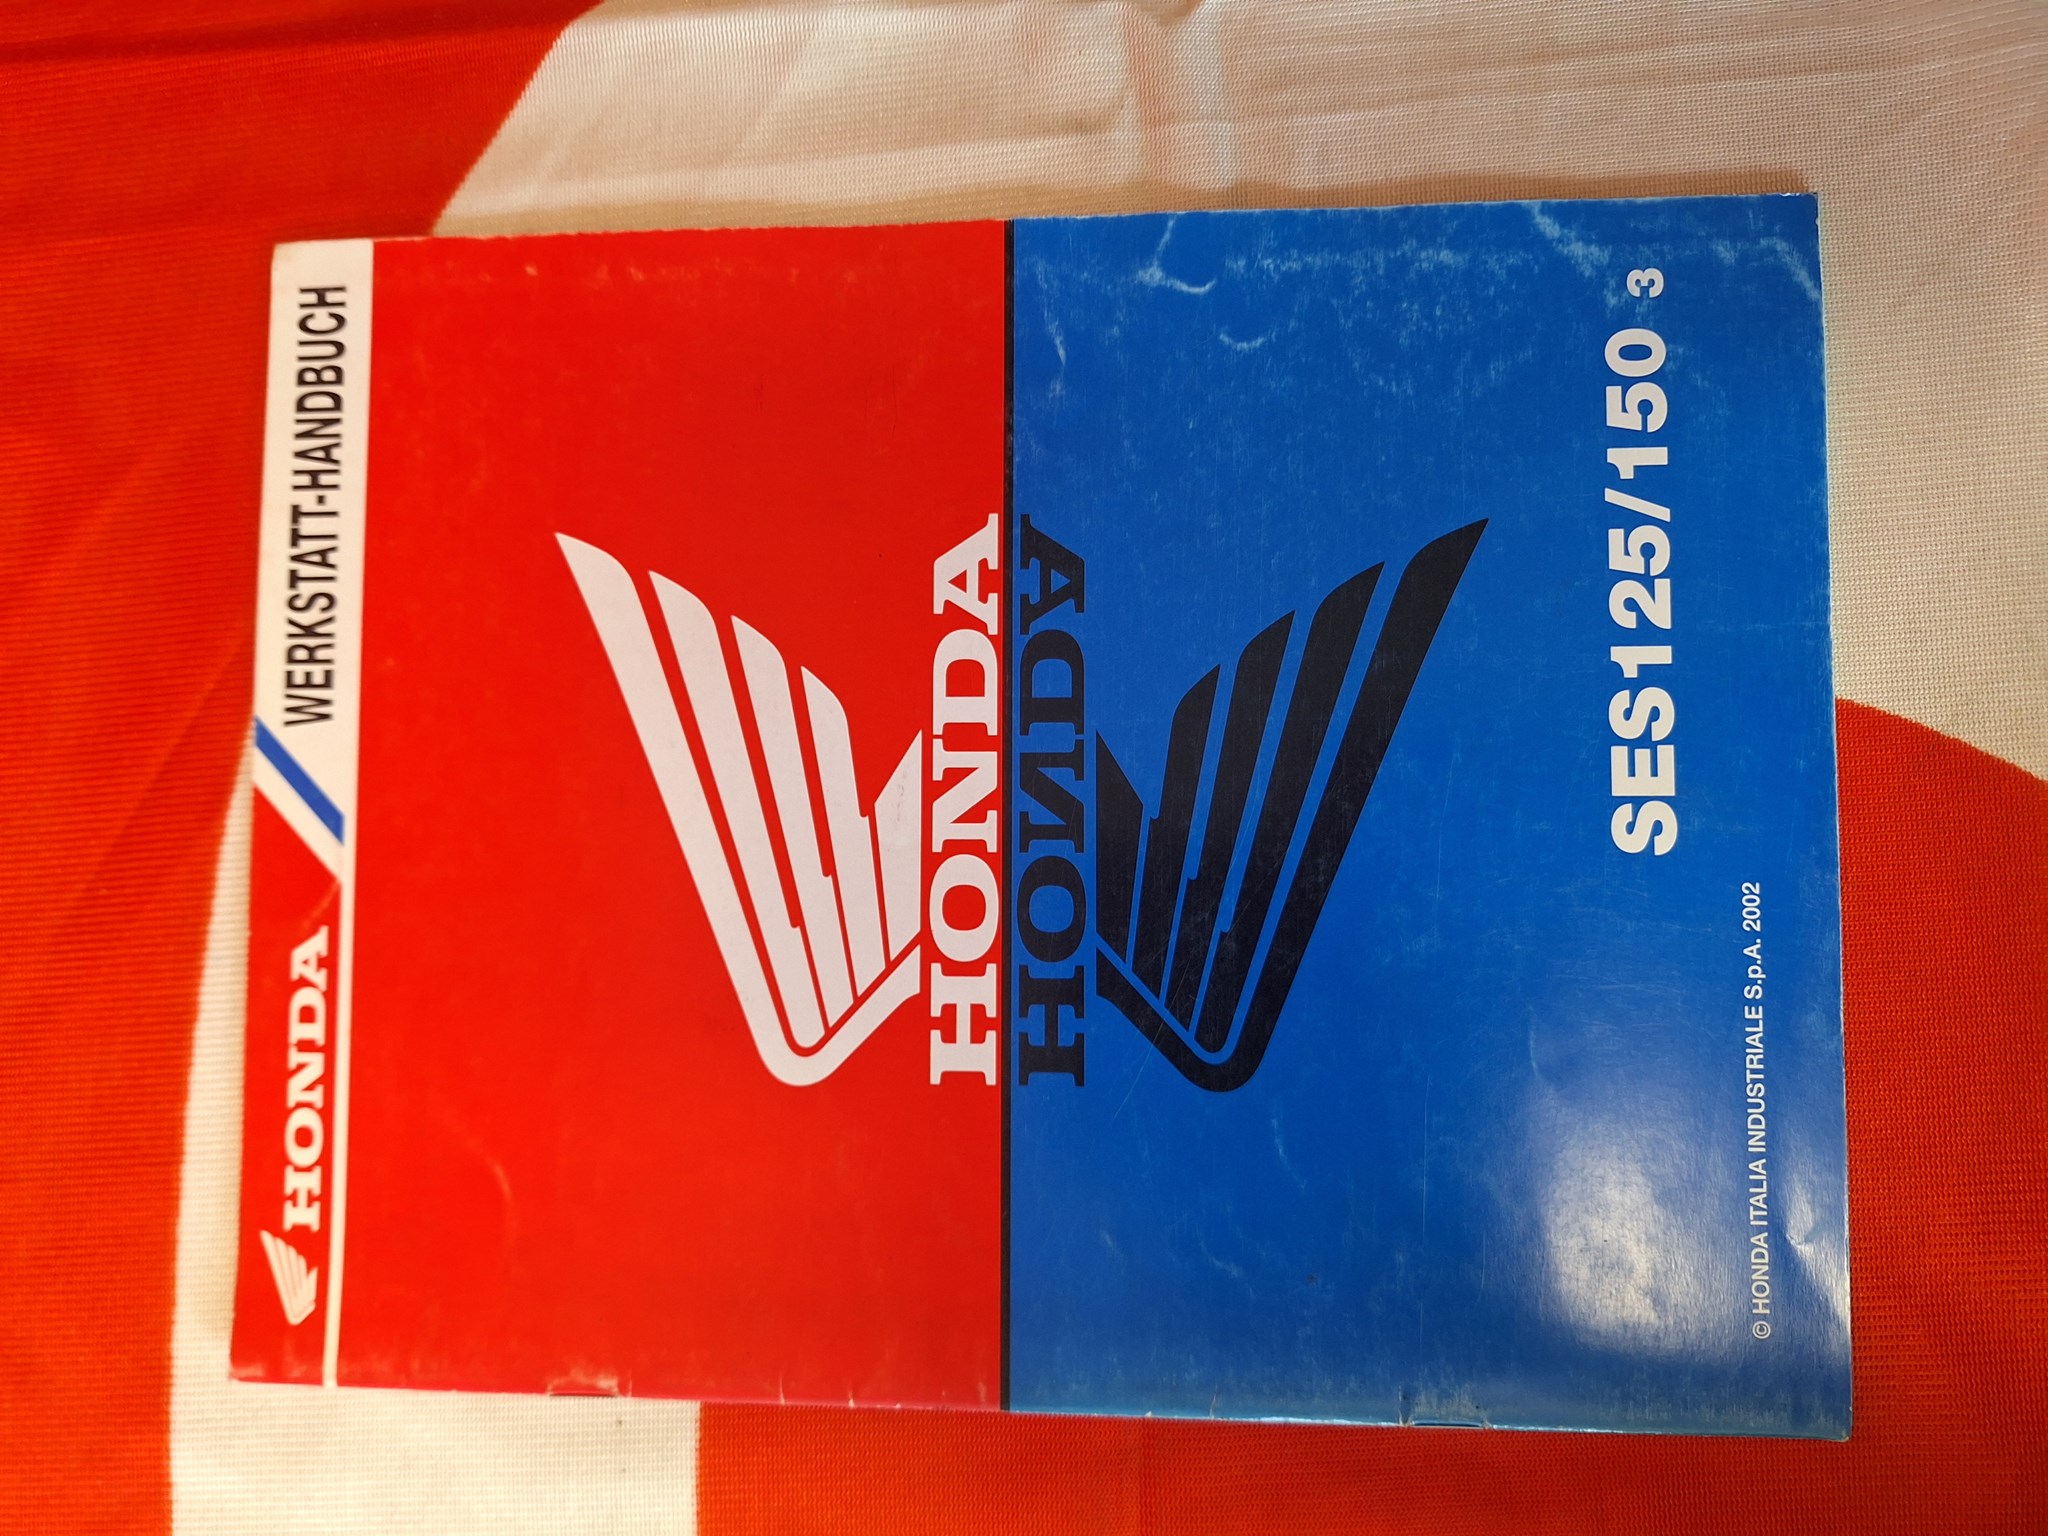 HONDA
WERKSTATT-HANDBUCH
HONDA
HONDA
SES125/150 3
© HONDA ITALIA INDUSTRIALE S.p.A. 2002